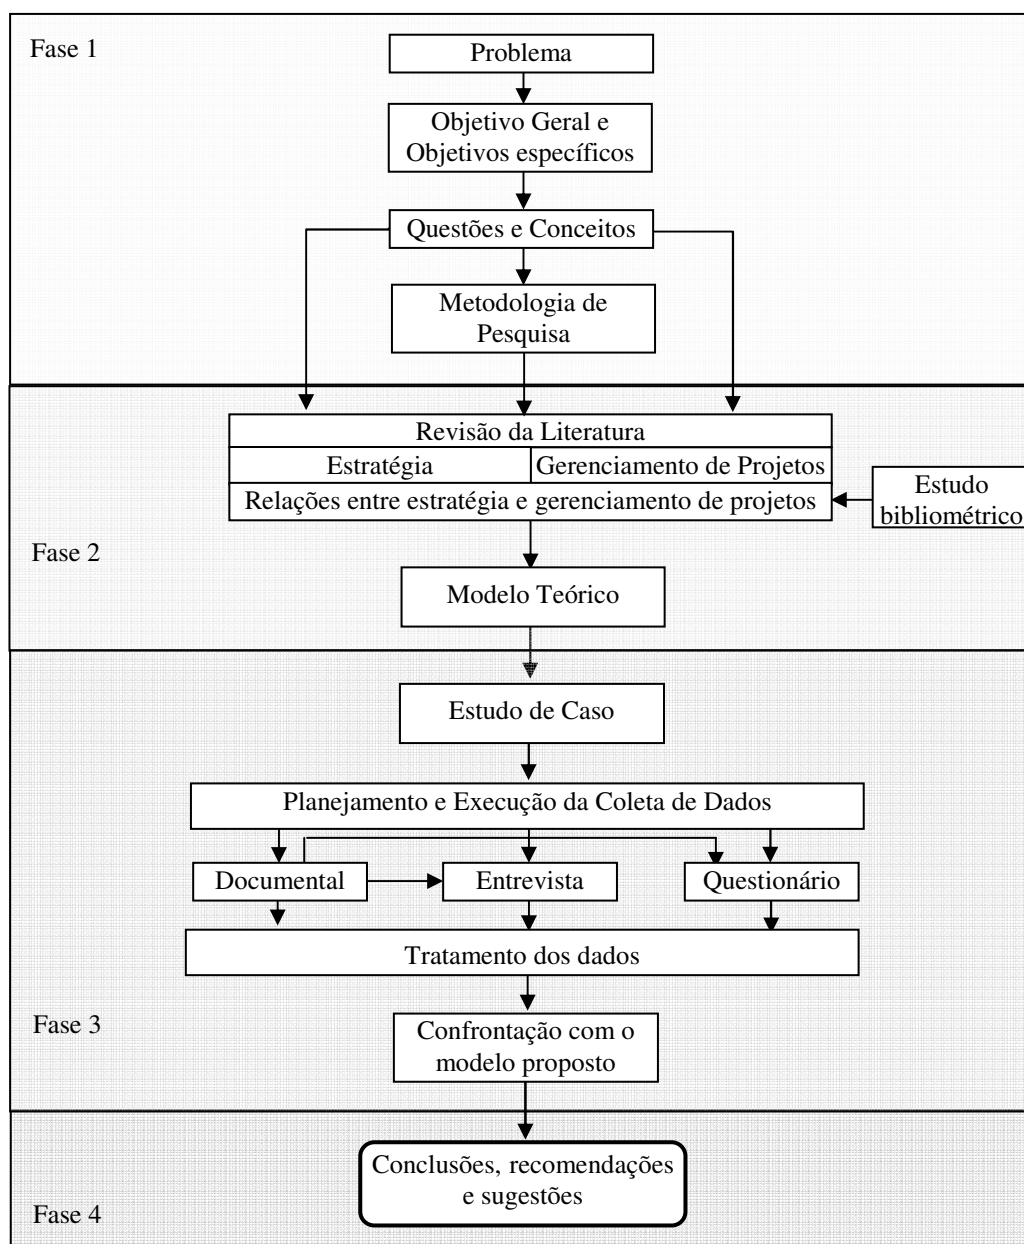 Fase 1
Problema
Objetivo Geral e
Objetivos específicos
Questões e Conceitos
Metodologia de
Pesquisa
Revisão da Literatura
Estratégia
Gerenciamento de Projetos
Relações entre estratégia e gerenciamento de projetos
Estudo
bibliométrico
Fase 2
Modelo Teórico
Estudo de Caso
Planejamento e Execução da Coleta de Dados
Documental
Entrevista
Questionário
Tratamento dos dados
Fase 3
Confrontação com o
modelo proposto
Conclusões, recomendações
e sugestões
Fase 4